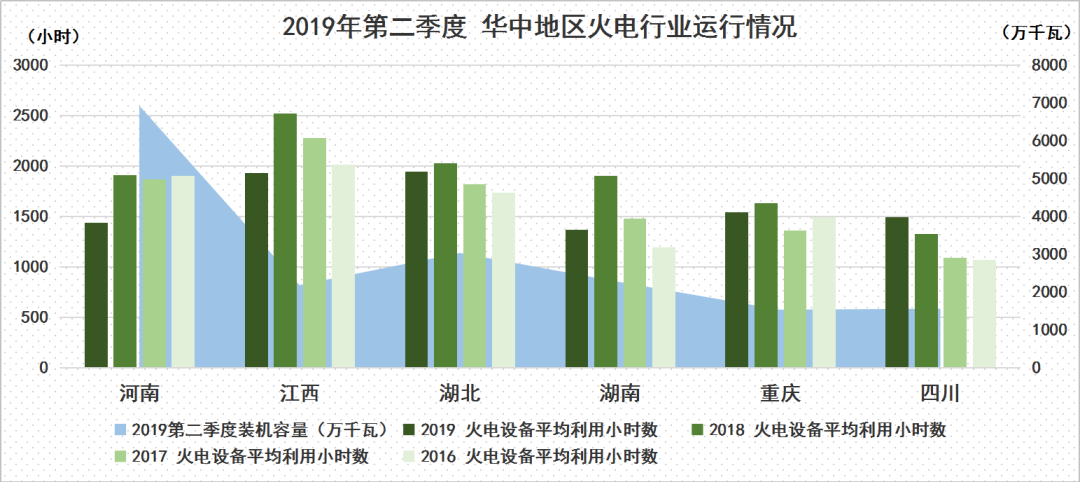 2019年第二季度 华中地区火电行业运行情况
（小时）
（万千瓦）
3000
2500
2000
1500
1000
500
0
8000
7000
6000
5000
4000
3000
2000
1000
0
河南 江西 湖北 湖南 重庆 四川
2019第二季度装机容量（万千瓦） 2019 火电设备平均利用小时数 2018 火电设备平均利用小时数
2017 火电设备平均利用小时数 2016 火电设备平均利用小时数